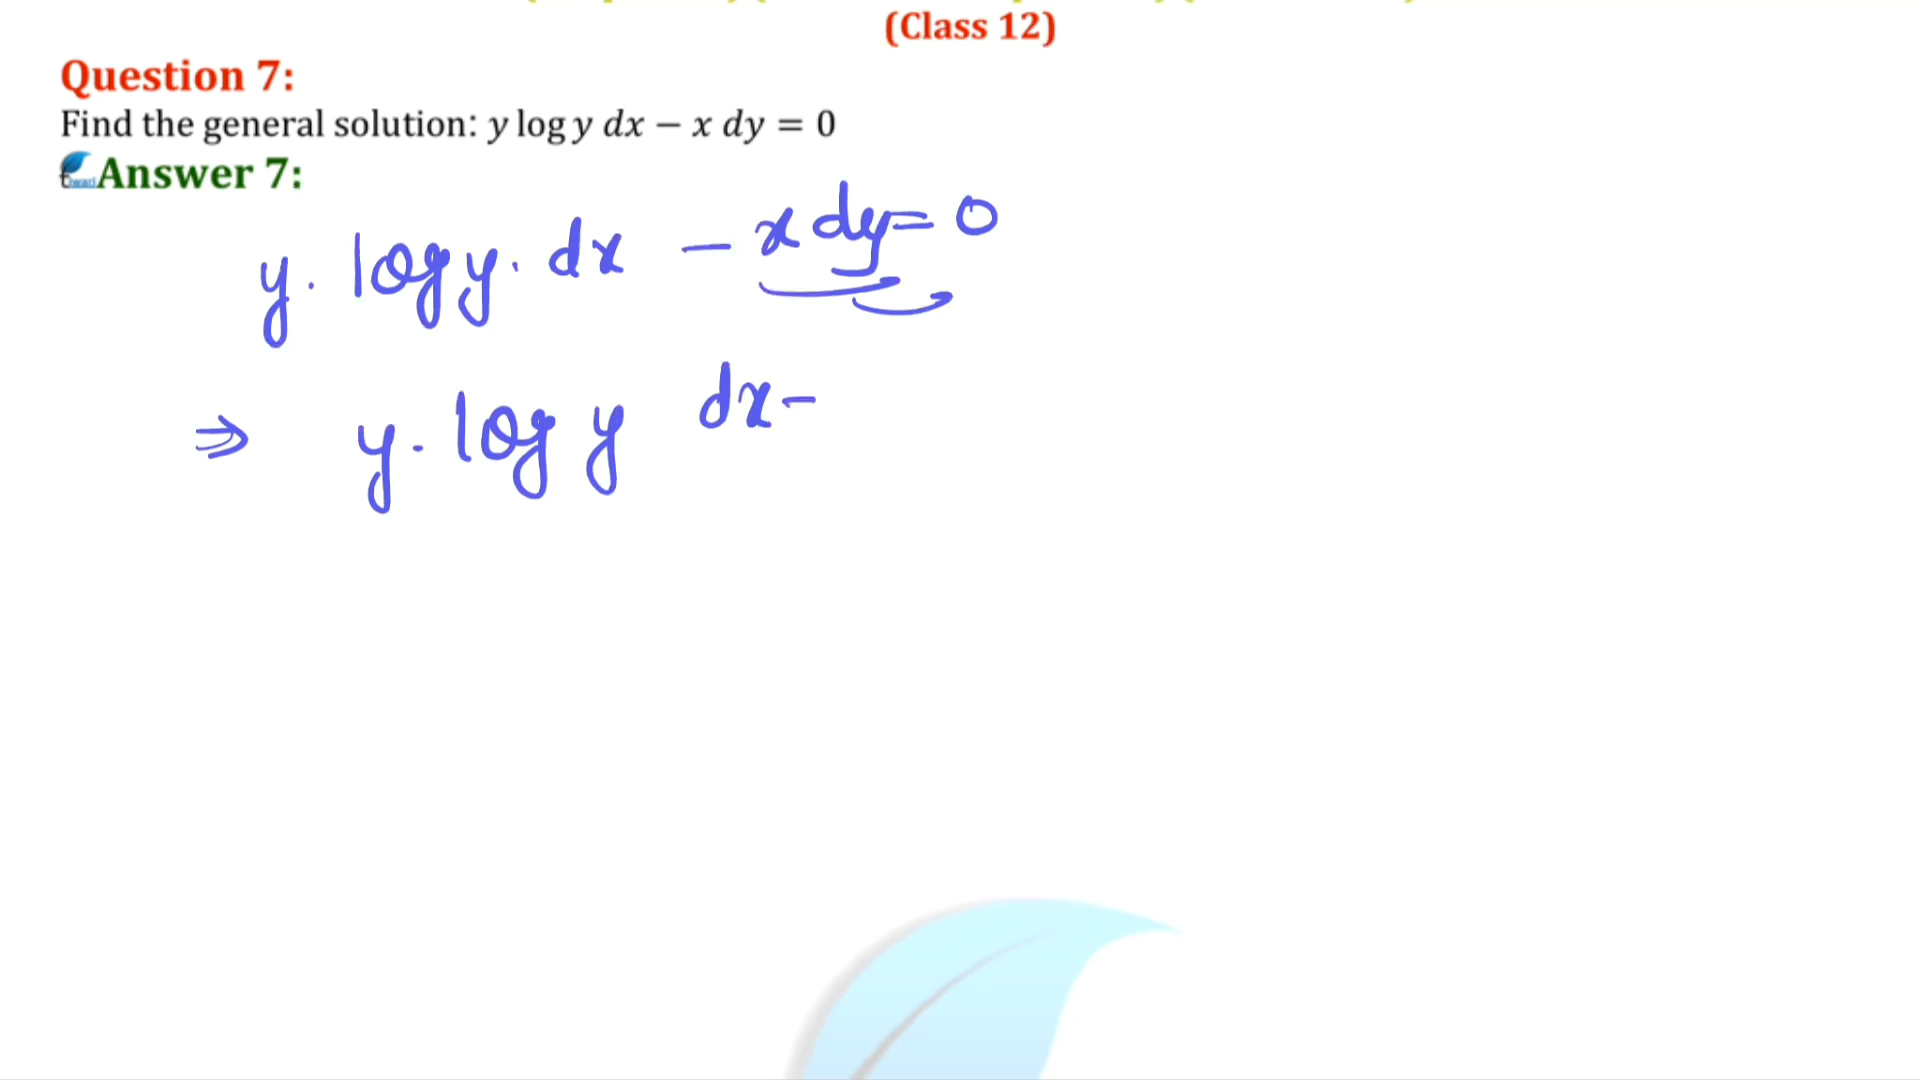 (Class 12)
Question 7:
Find the general solution: y log y dx − x dy = 0
Answer 7:
y. log y. dx − x dy = 0
⇒ y. log y dx -